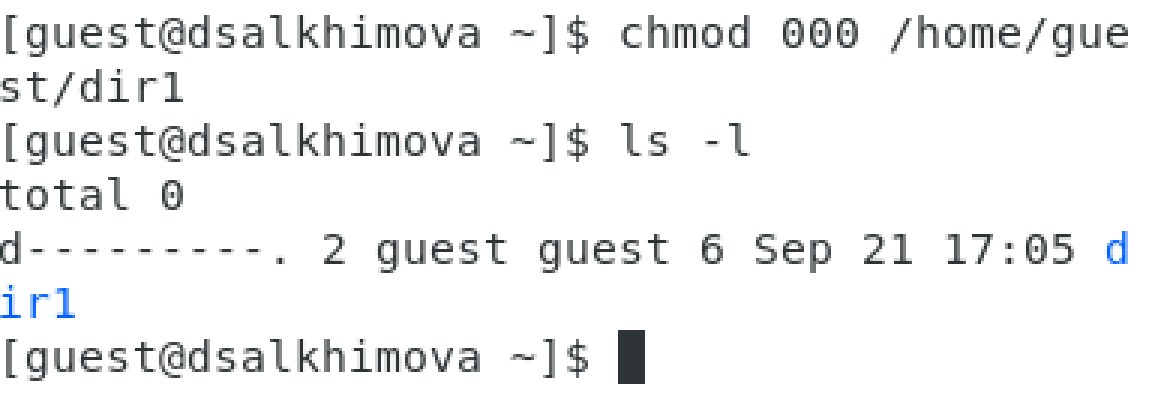 [guest@dsalkhimova ~]$ chmod 000 /home/gue
st/dir1
[guest@dsalkhimova ~]$ ls -l
total 0
d---------. 2 guest guest 6 Sep 21 17:05 d
ir1
[guest@dsalkhimova ~]$